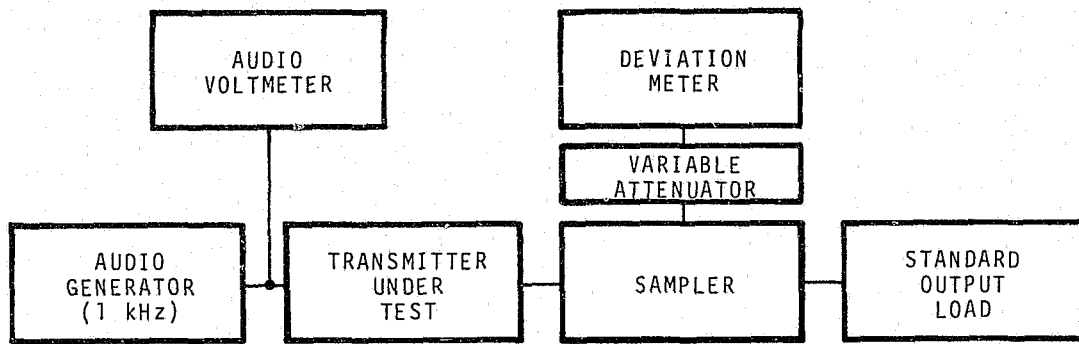 AUDIO
VOLTMETER
DEVIATION
METER
VARIABLE
ATTENUATOR
AUDIO
GENERATOR
(1 kHz)
TRANSMITTER
UNDER
TEST
SAMPLER
STANDARD
OUTPUT
LOAD